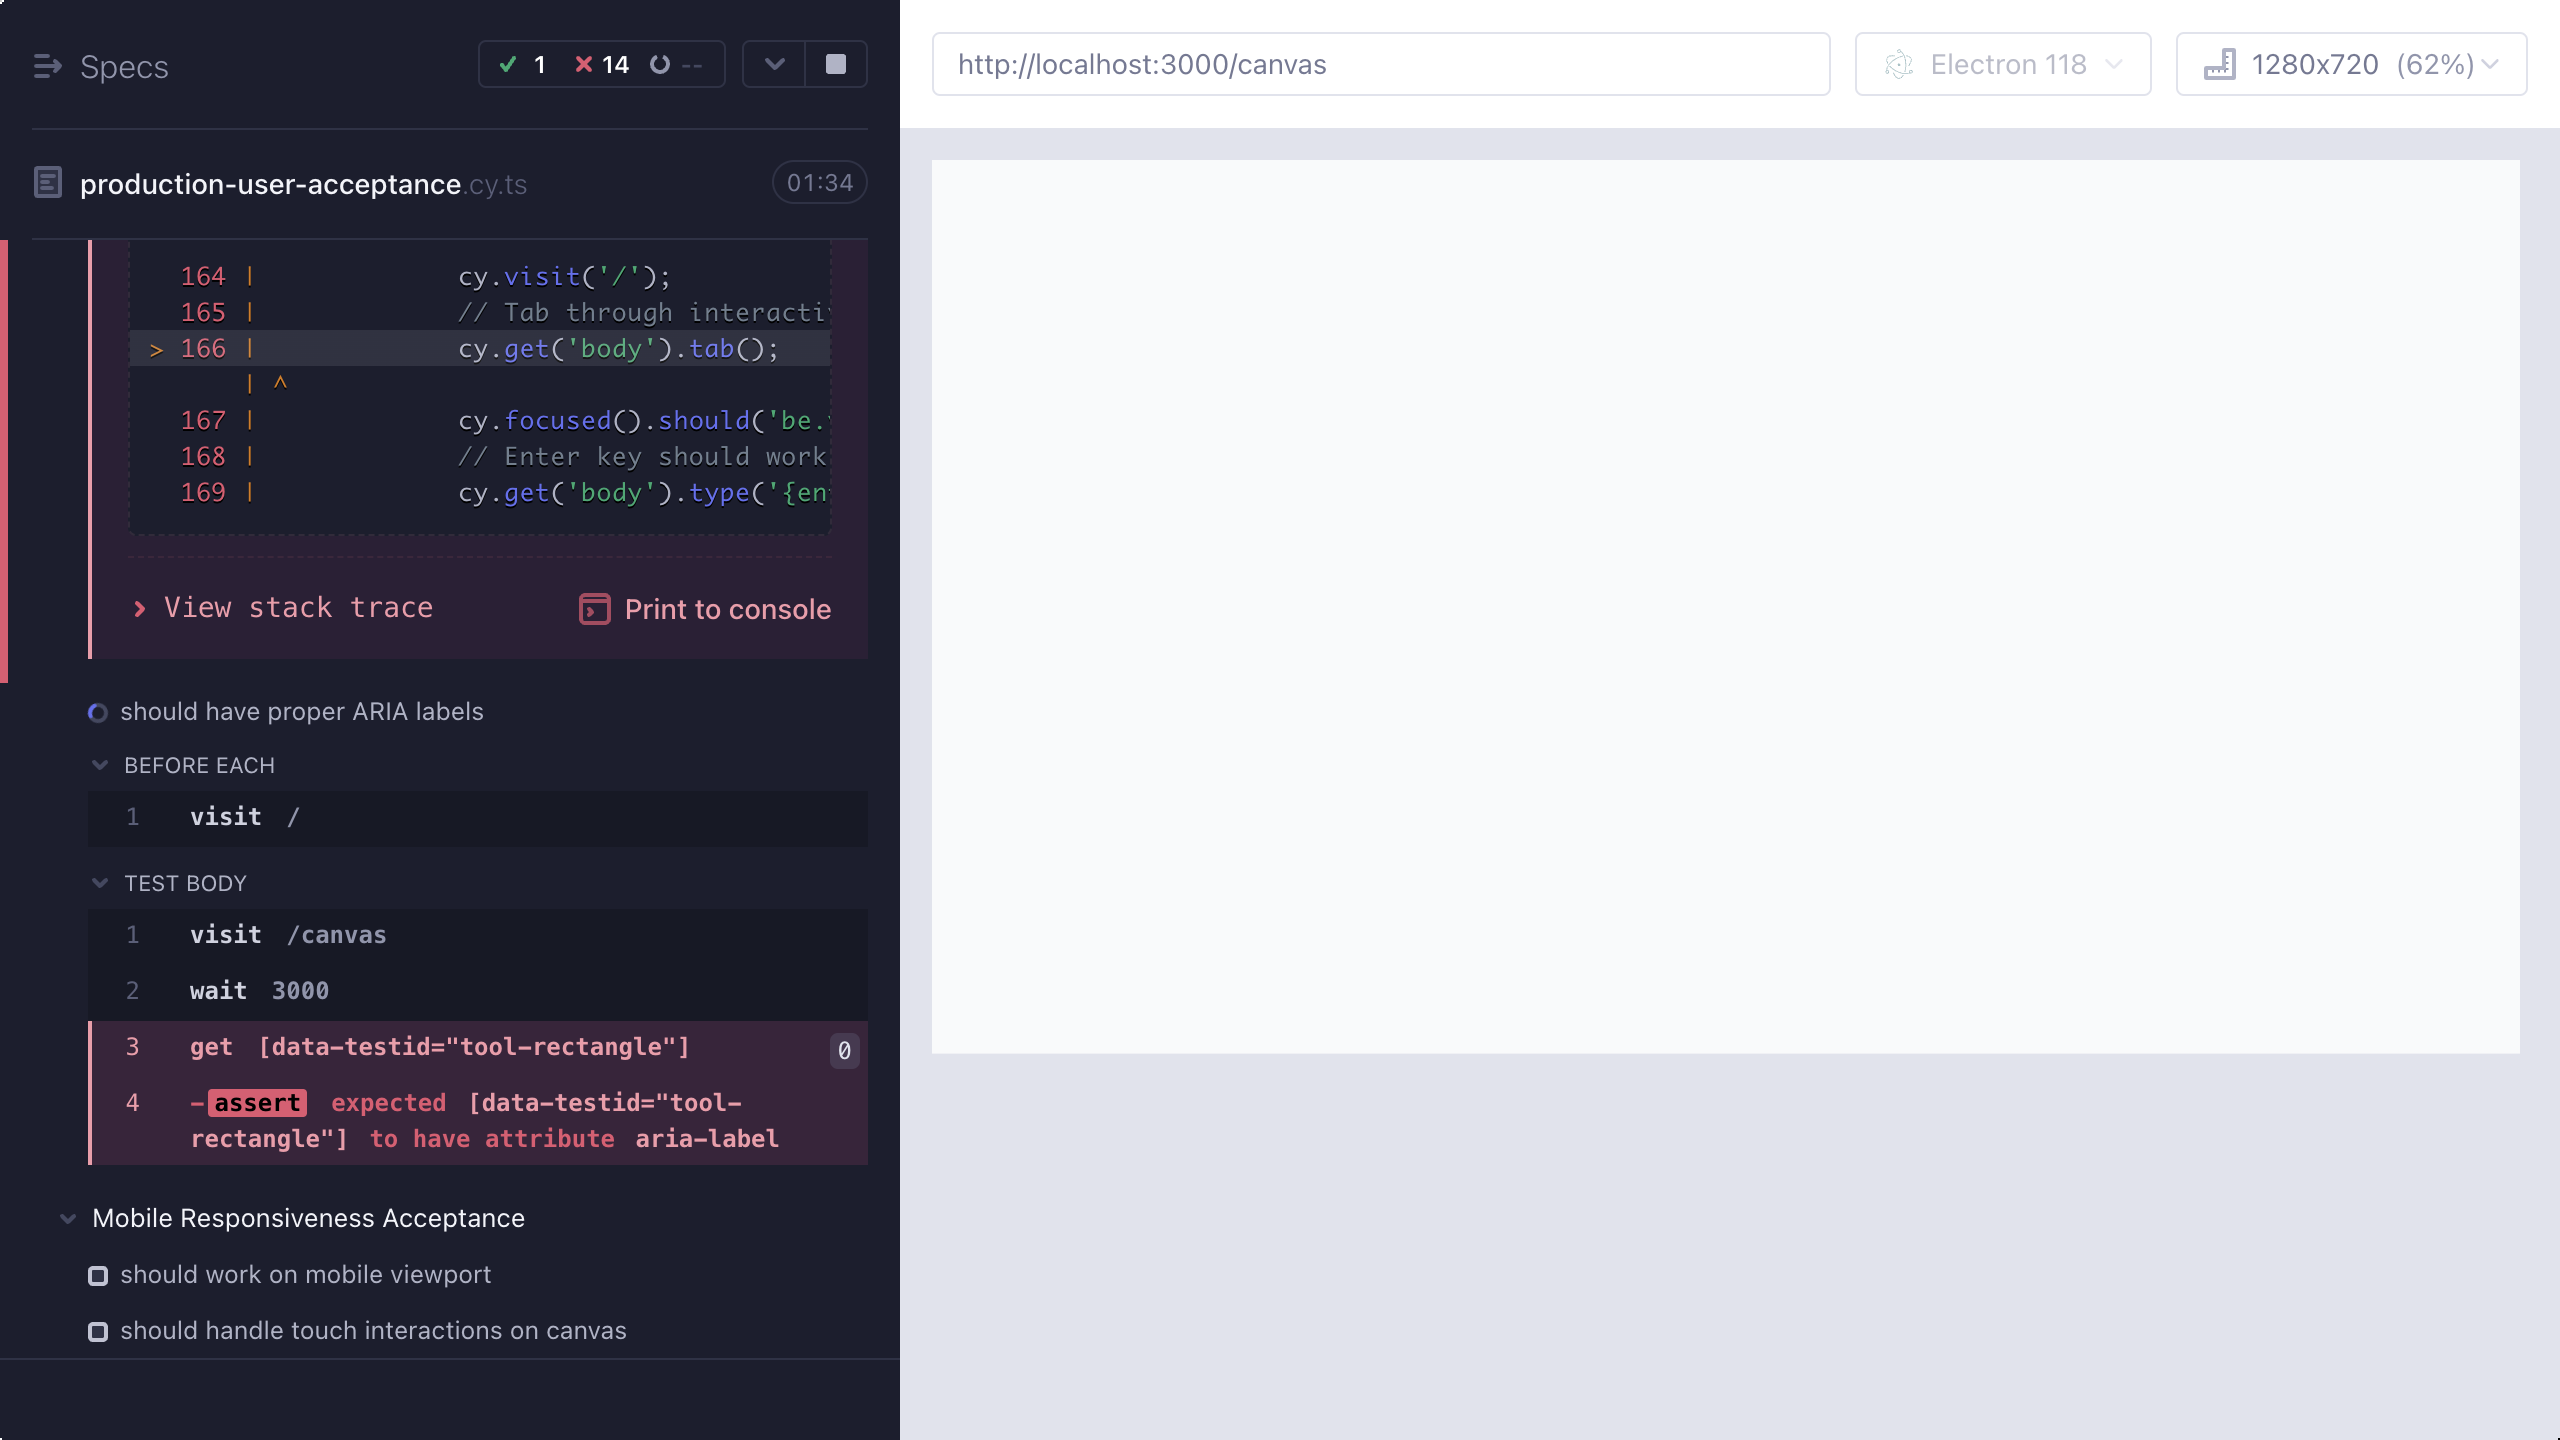 Specs
1 14 --
production-user-acceptance.cy.ts 01:34
164 | cy.visit('/');
165 | // Tab through interacti
> 166 | cy.get('body').tab();
| ^
167 | cy.focused().should('be.
168 | // Enter key should work
169 | cy.get('body').type('{en
View stack trace Print to console
should have proper ARIA labels
BEFORE EACH
1 visit /
TEST BODY
1 visit /canvas
2 wait 3000
3 get [data-testid="tool-rectangle"] 0
4 -assert expected [data-testid="tool-
rectangle"] to have attribute aria-label
Mobile Responsiveness Acceptance
should work on mobile viewport
should handle touch interactions on canvas
http://localhost:3000/canvas
Electron 118
1280x720 (62%)